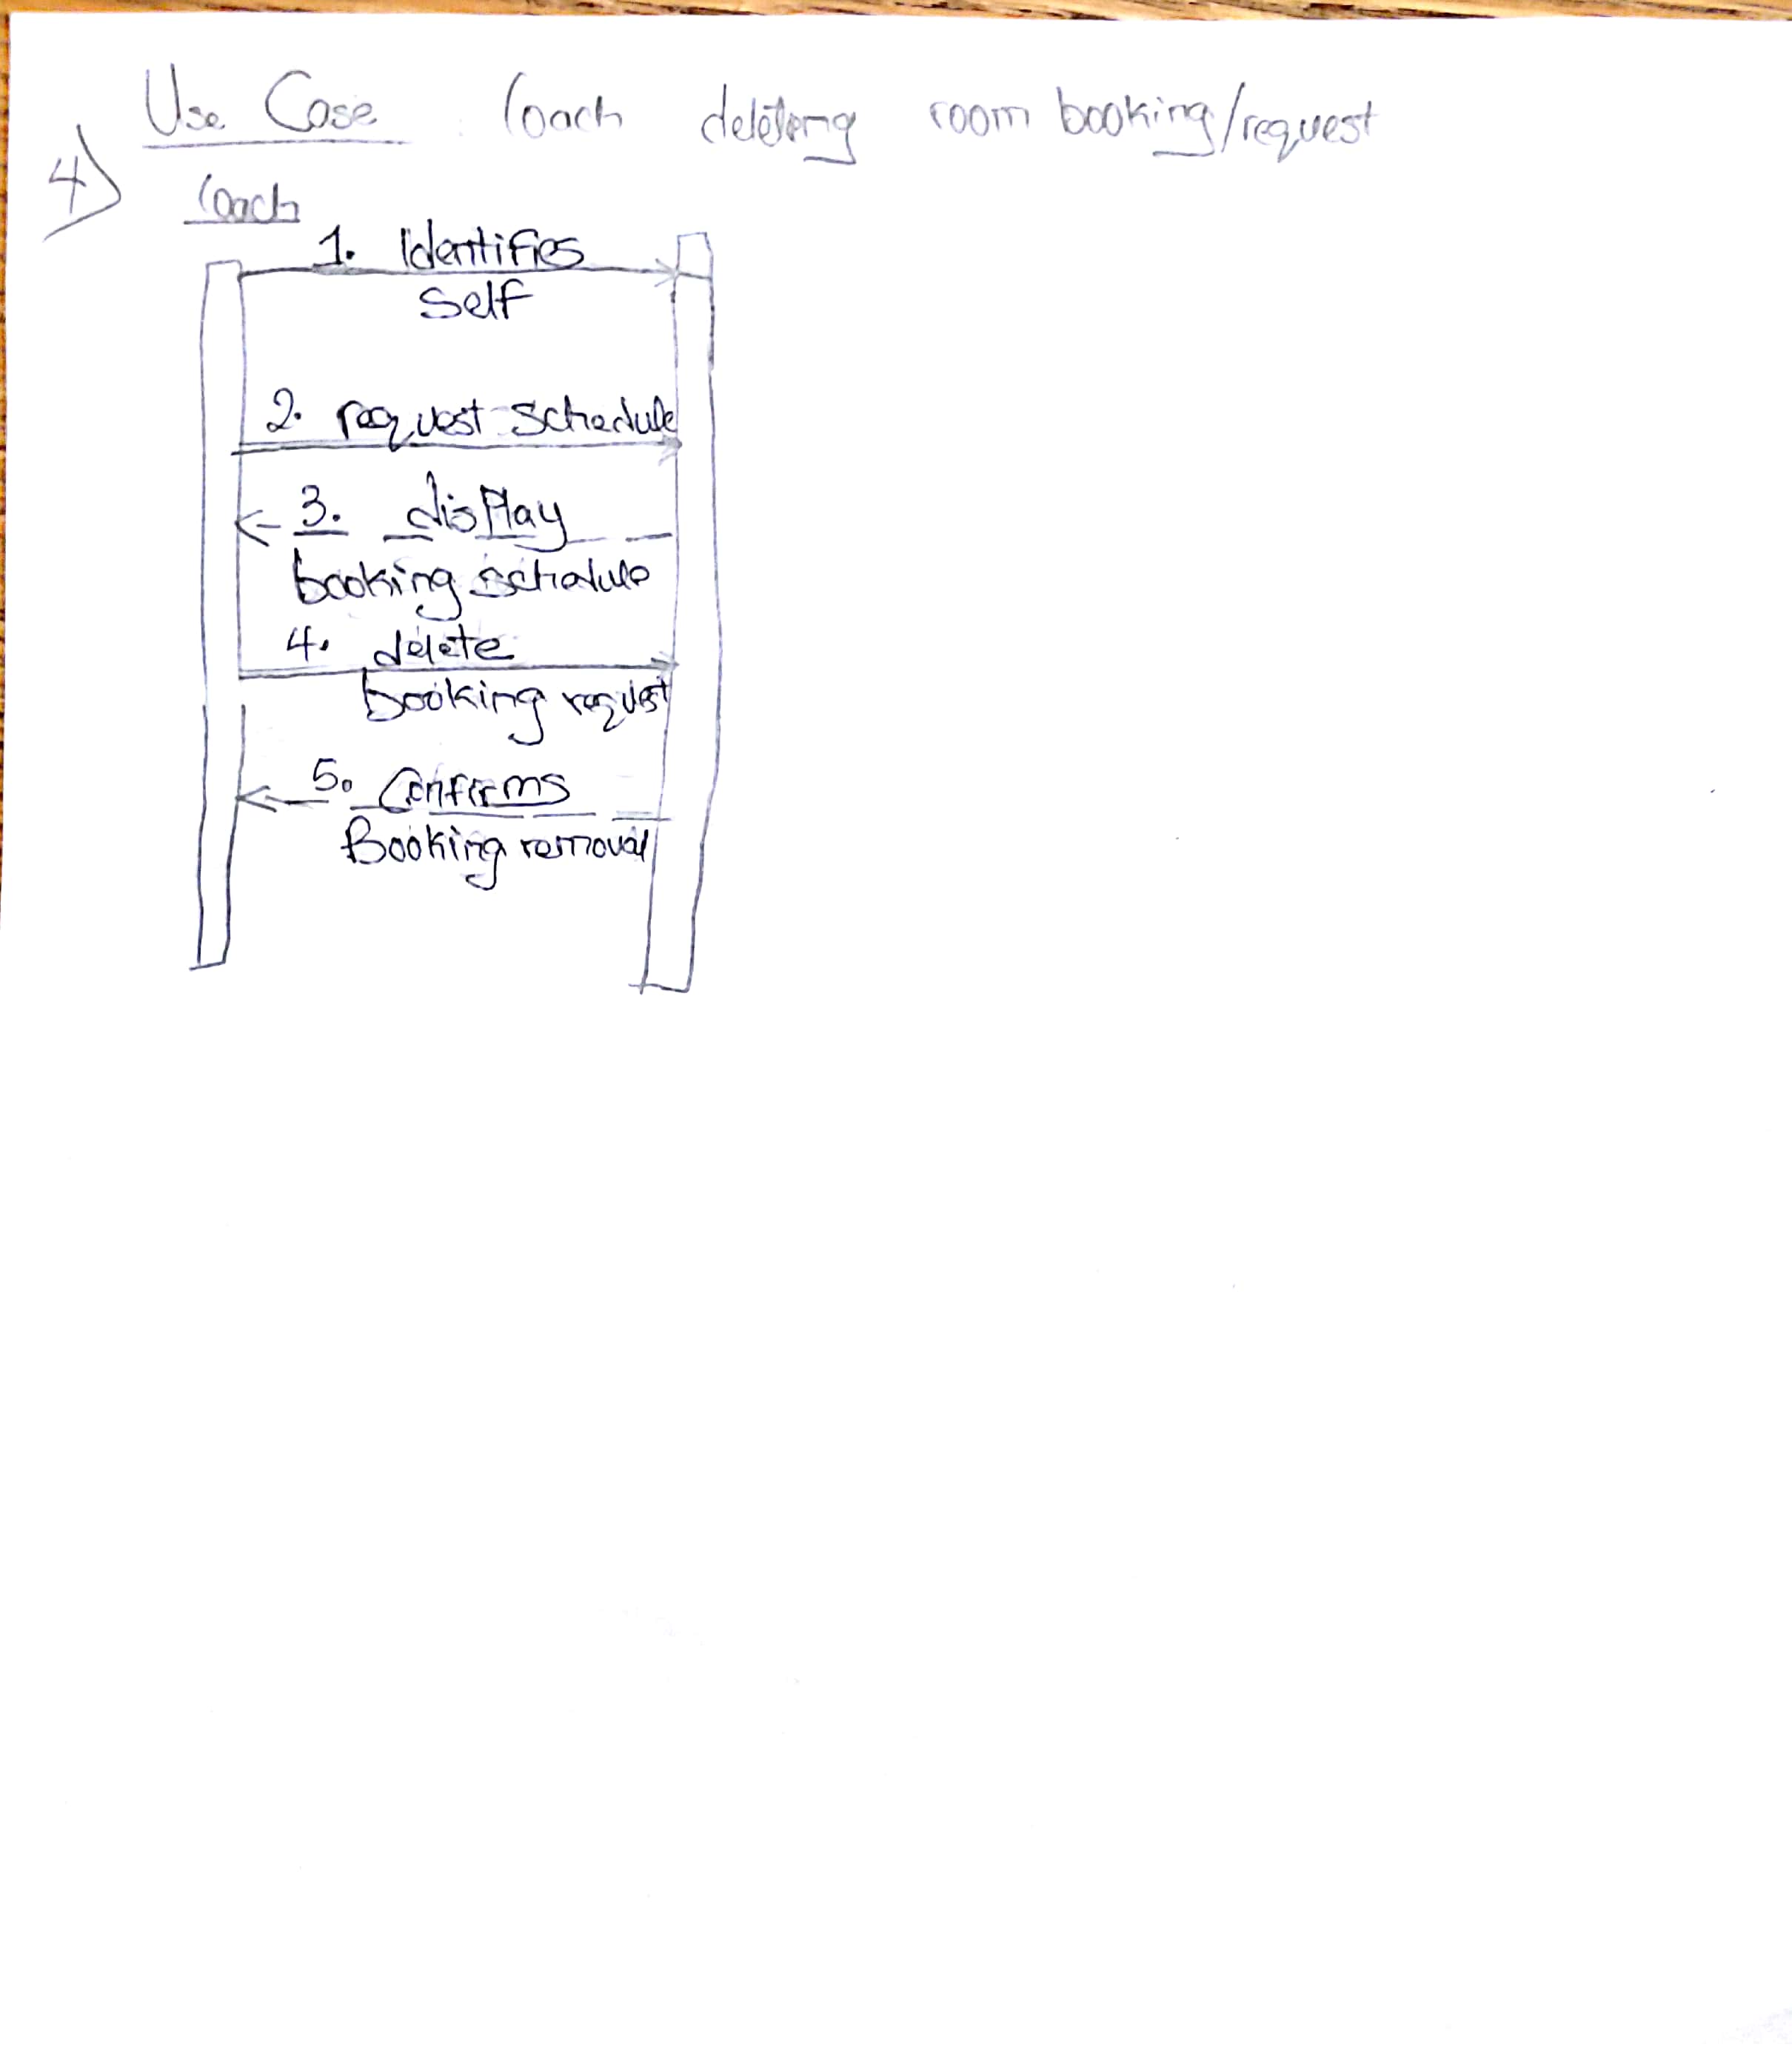 Use Case : Coach deleting room booking/request
4)
Coach
1. Identifies
self
2. request schedule
3. display
booking schedule
4. delete
booking request
5. Confirms
Booking removal